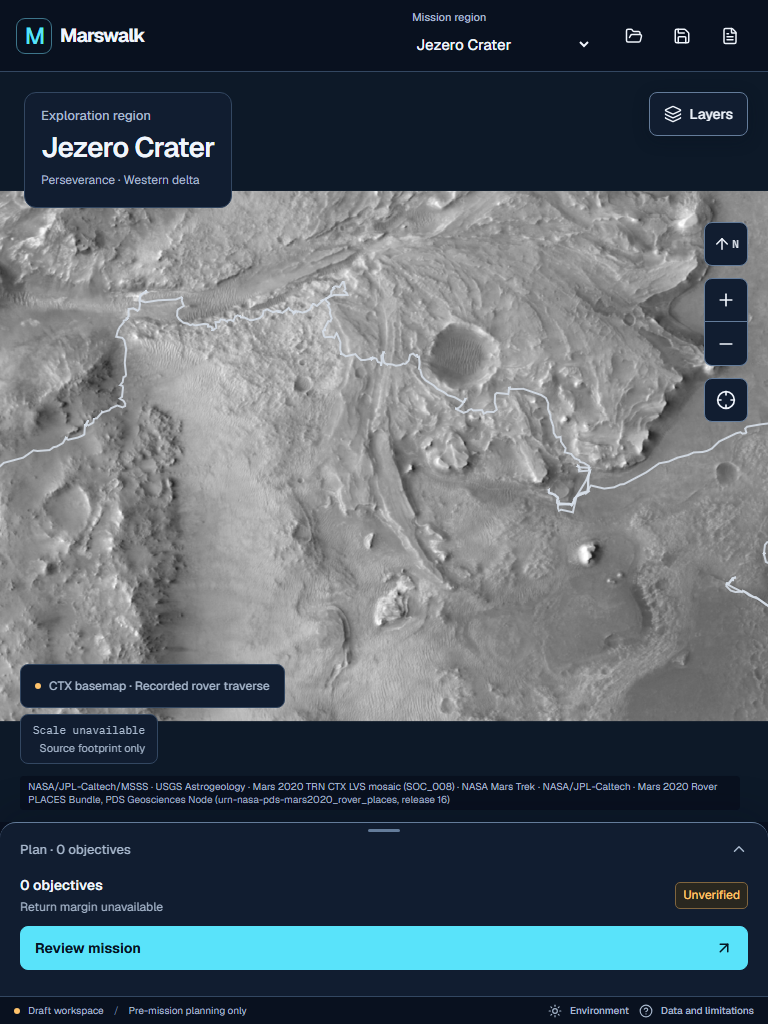 M Marswalk
Mission region
Jezero Crater
Exploration region
Jezero Crater
Perseverance · Western delta
Layers
N
CTX basemap · Recorded rover traverse
Scale unavailable
Source footprint only
NASA/JPL-Caltech/MSSS · USGS Astrogeology · Mars 2020 TRN CTX LVS mosaic (SOC_008) · NASA Mars Trek · NASA/JPL-Caltech · Mars 2020 Rover
PLACES Bundle, PDS Geosciences Node (urn-nasa-pds-mars2020_rover_places, release 16)
Plan · 0 objectives
0 objectives
Return margin unavailable
Unverified
Review mission
Draft workspace / Pre-mission planning only
Environment
Data and limitations